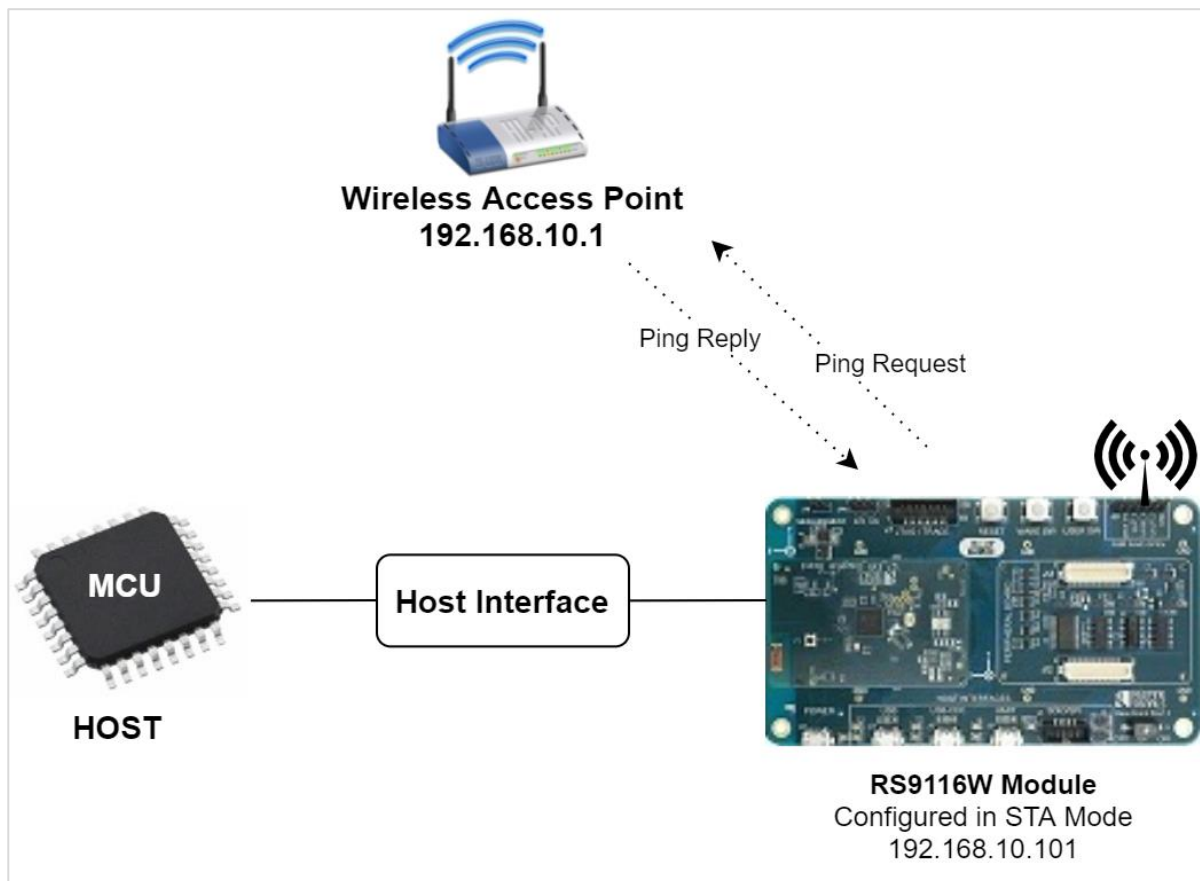 Wireless Access Point
192.168.10.1
Ping Reply
Ping Request
MCU
Host Interface
HOST
RESET
RS9116W Module
Configured in STA Mode
192.168.10.101